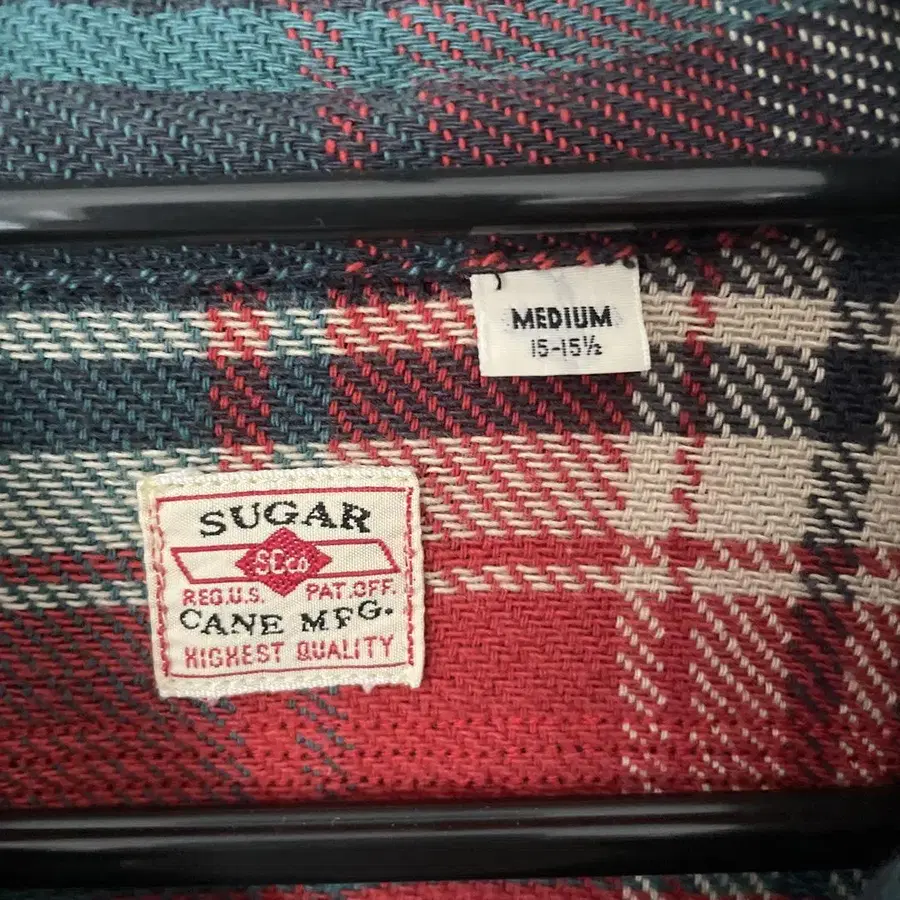 MEDIUM
15-15½
SUGAR
SCCo
REG.U.S. PAT.OFF.
CANE MFG.
HIGHEST QUALITY